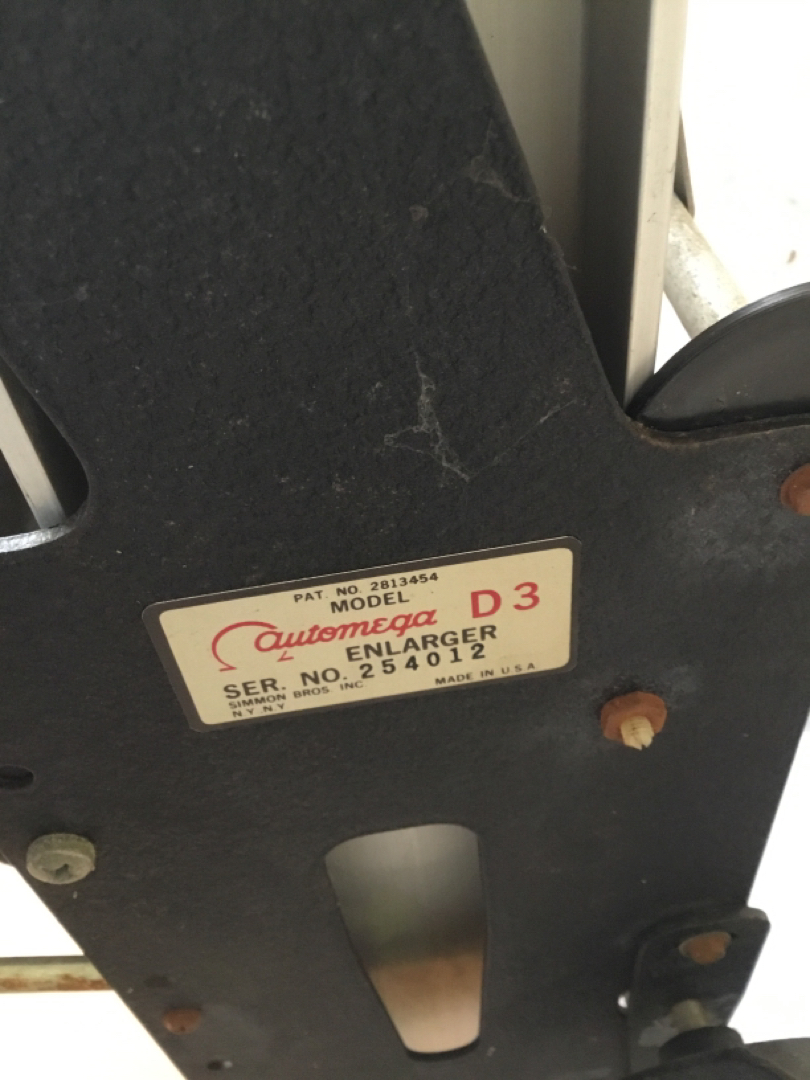 PAT. NO. 2813454
MODEL
automega D3
ENLARGER
SER. NO. 254012
SIMMON BROS. INC. MADE IN U.S.A.
N.Y. N.Y